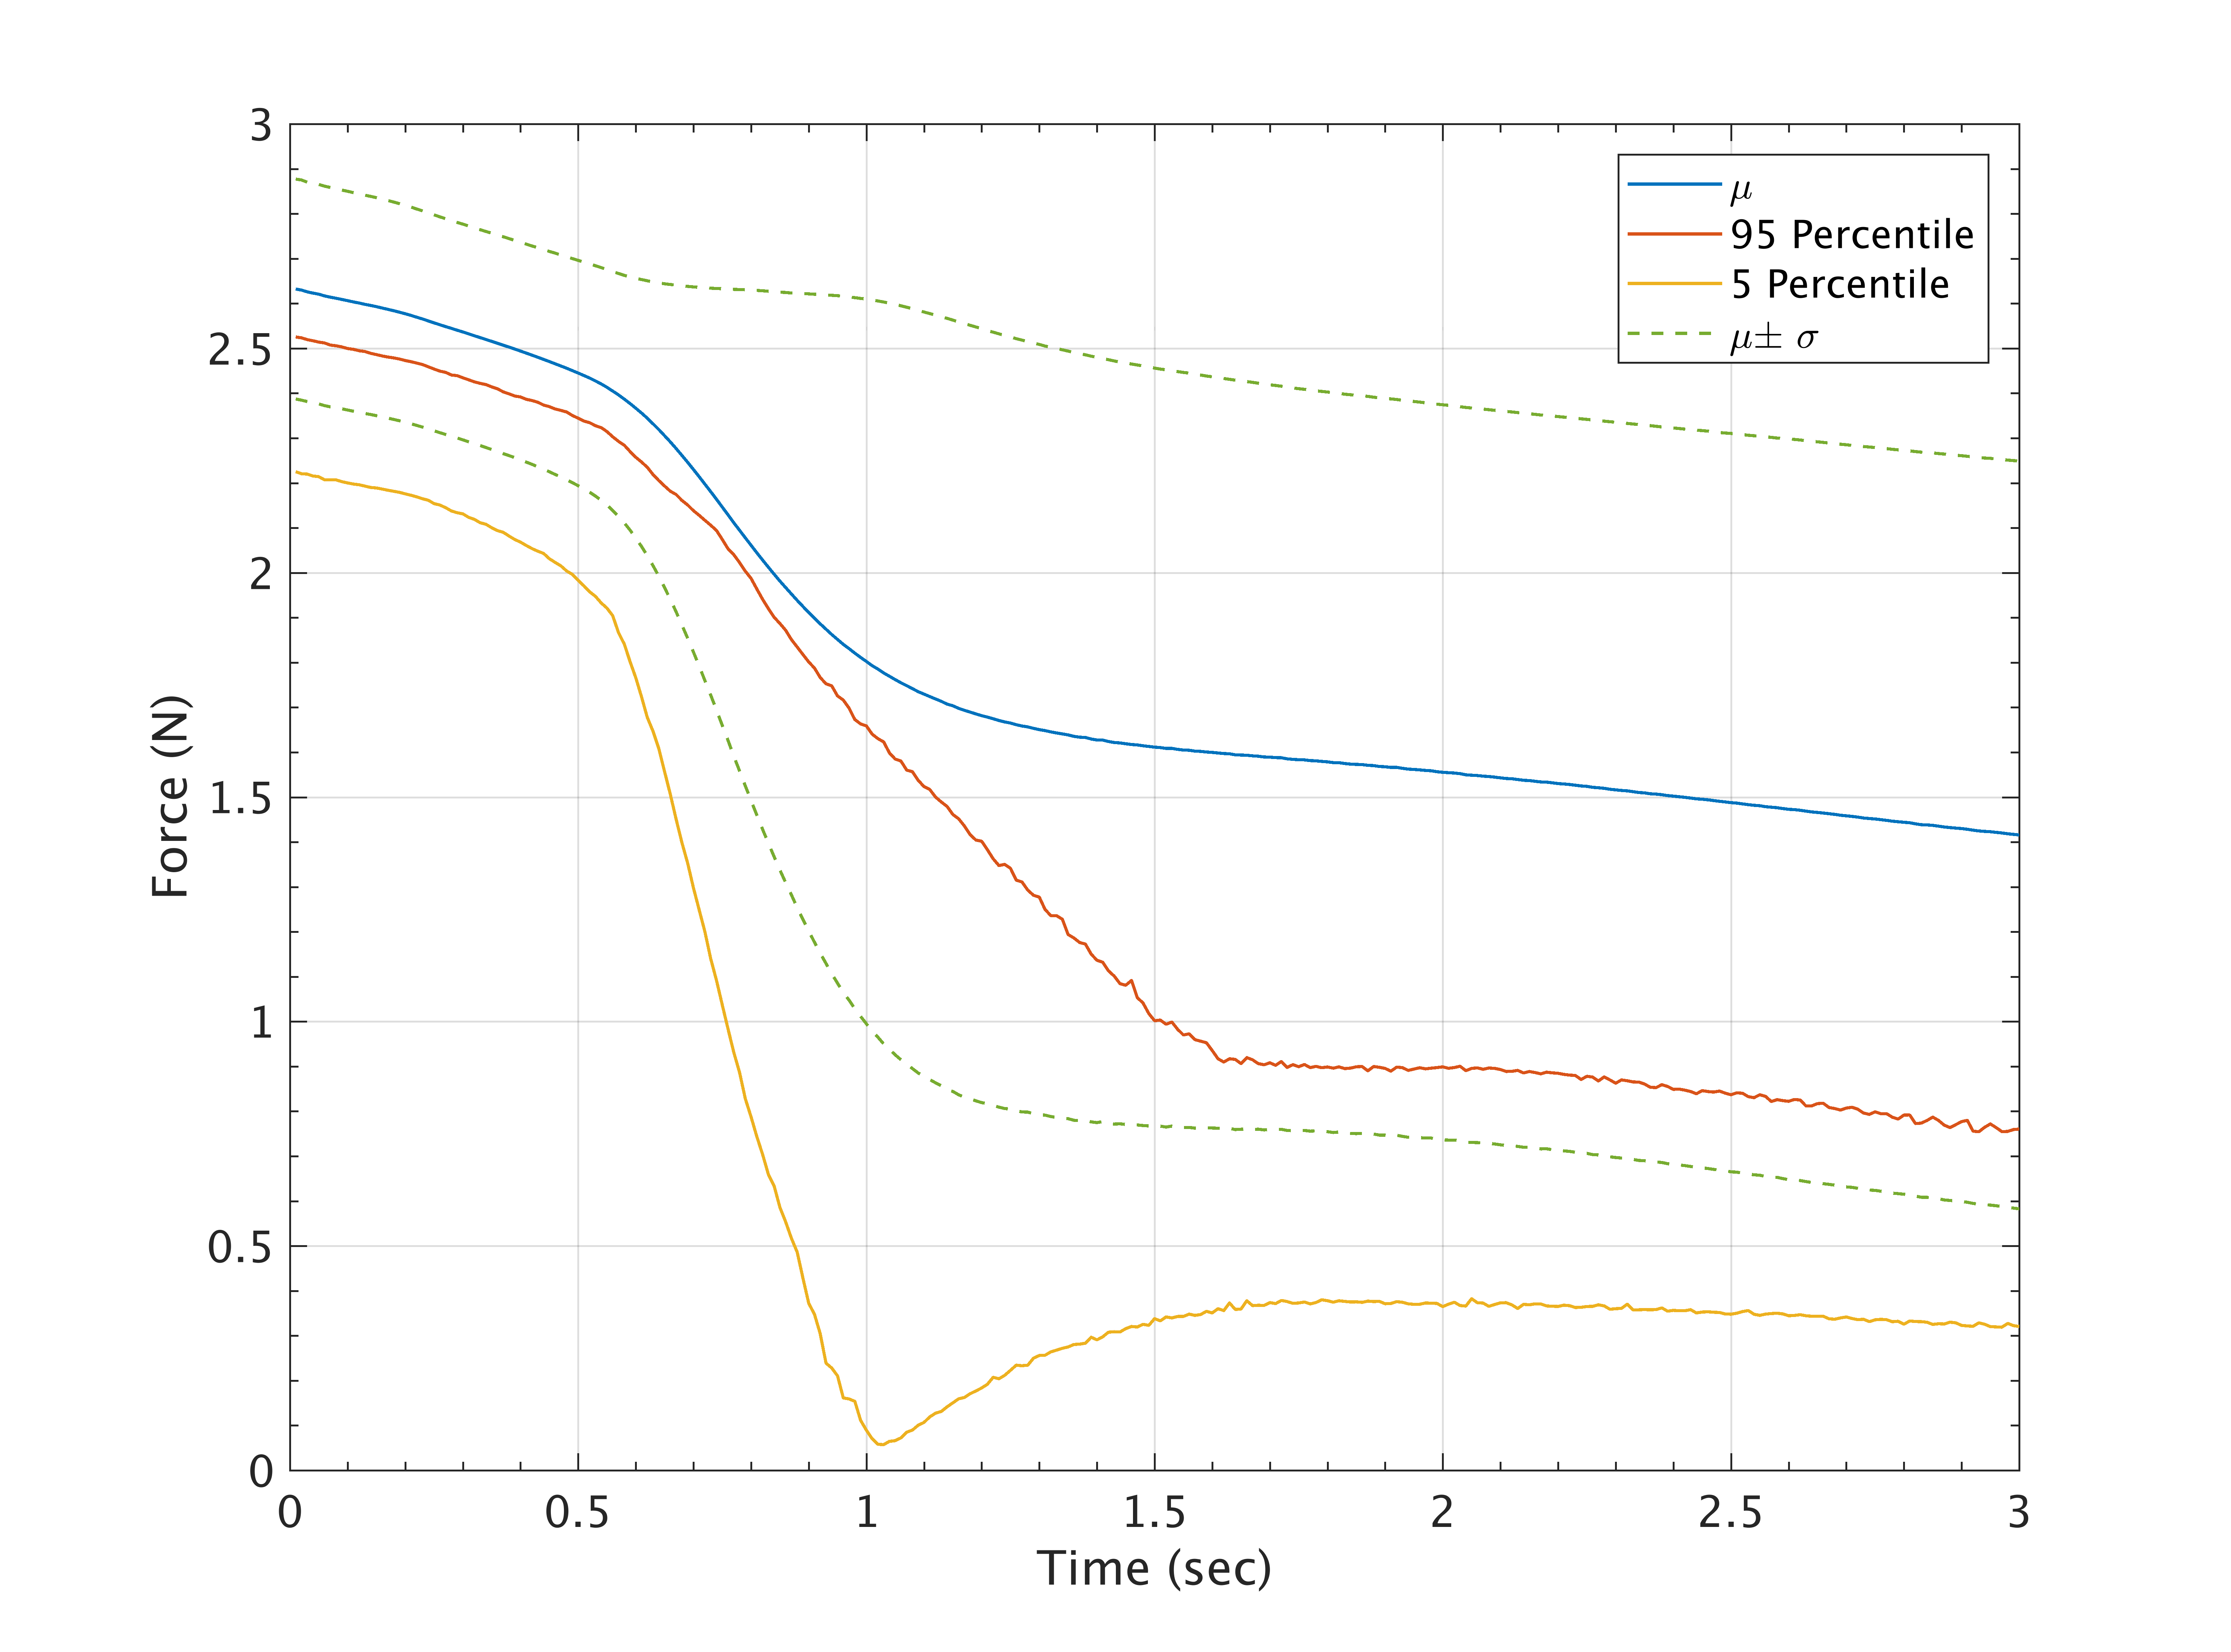 3
2.5
2
1.5
1
0.5
0
0 0.5 1 1.5 2 2.5 3
Force (N)
Time (sec)
μ
95 Percentile
5 Percentile
μ± σ